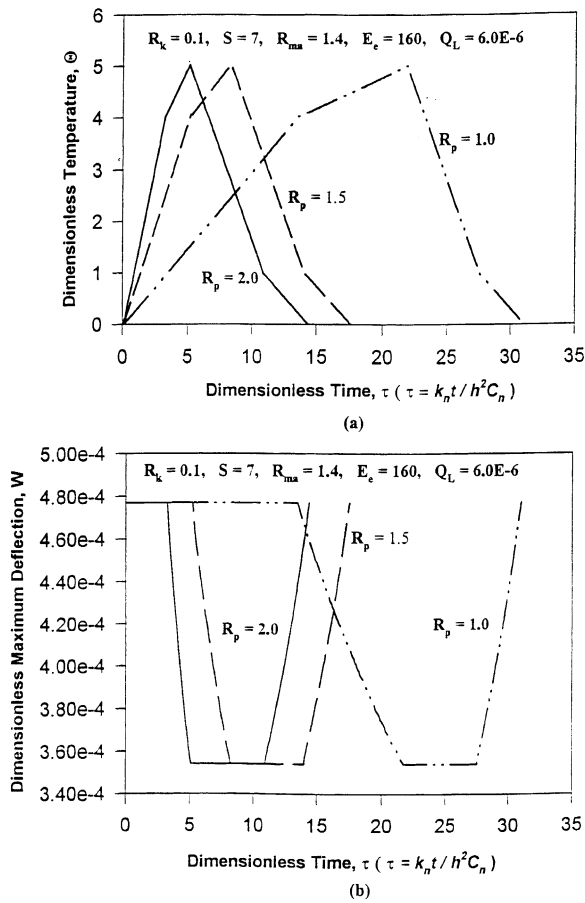 R_k = 0.1, S = 7, R_ma = 1.4, E_e = 160, Q_L = 6.0E-6
6
5
4
3
2
1
0
Dimensionless Temperature, Θ
R_p = 1.0
R_p = 1.5
R_p = 2.0
0 5 10 15 20 25 30 35
Dimensionless Time, τ ( τ = k_n t / h² C_n )
(a)
5.00e-4
4.80e-4
4.60e-4
4.40e-4
4.20e-4
4.00e-4
3.80e-4
3.60e-4
3.40e-4
Dimensionless Maximum Deflection, W
R_k = 0.1, S = 7, R_ma = 1.4, E_e = 160, Q_L = 6.0E-6
R_p = 1.5
R_p = 2.0
R_p = 1.0
0 5 10 15 20 25 30 35
Dimensionless Time, τ ( τ = k_n t / h² C_n )
(b)